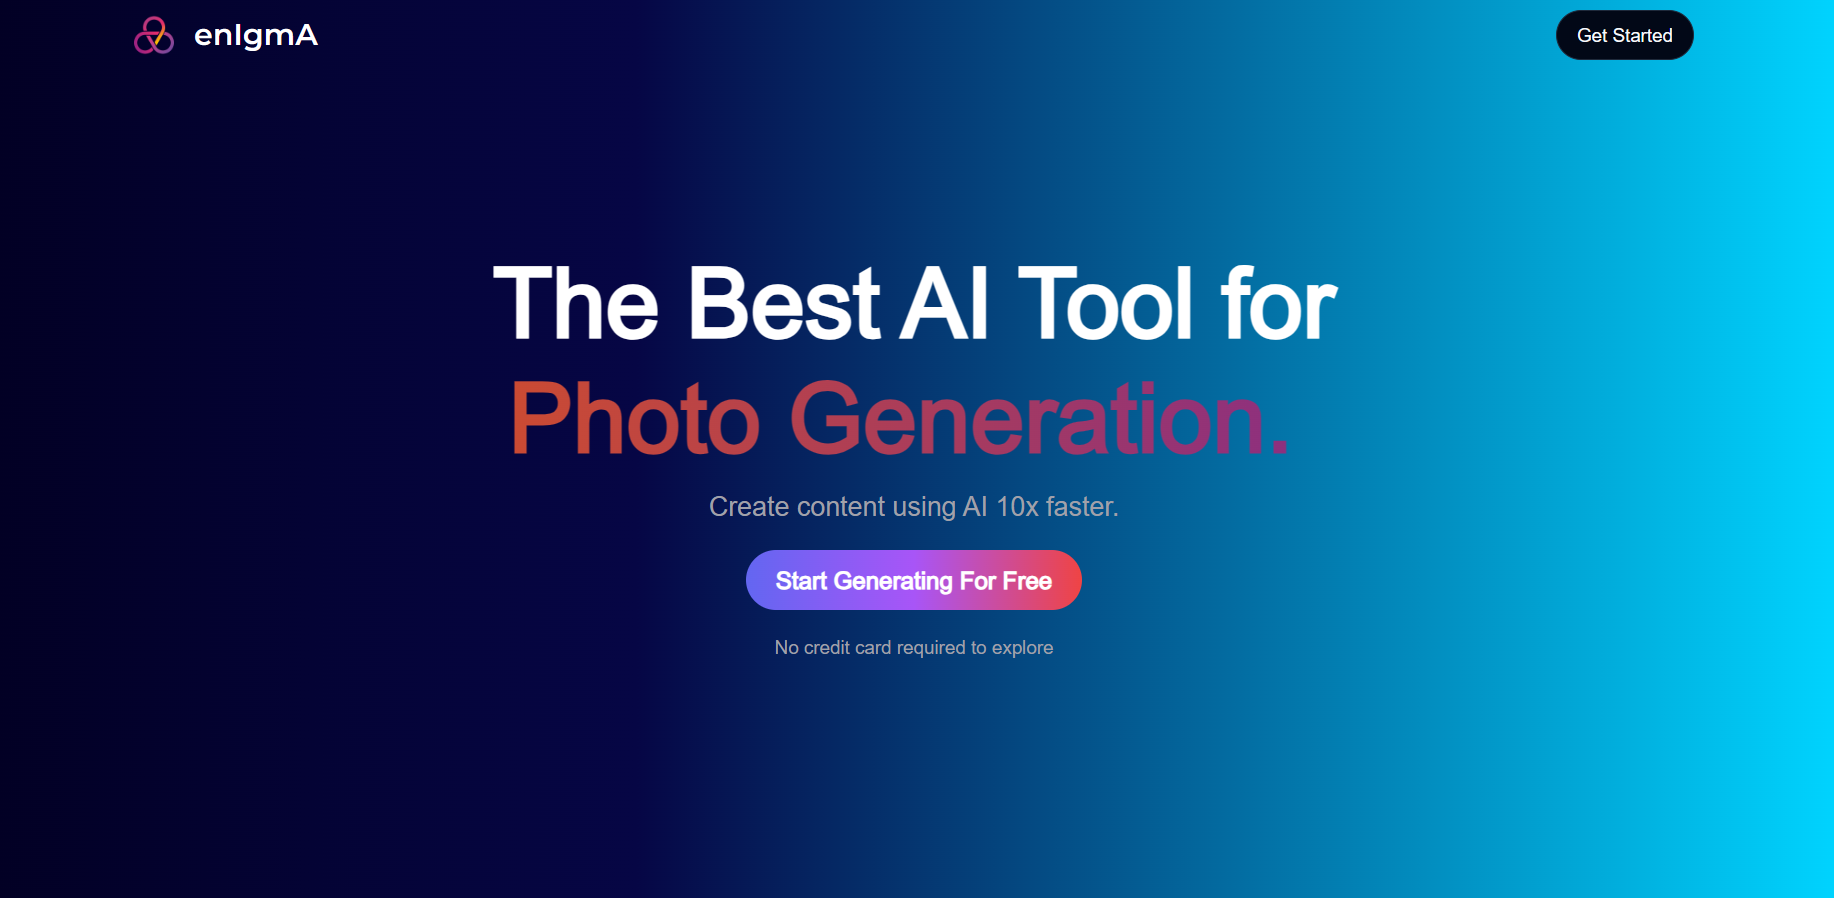 enIgmA
Get Started
The Best AI Tool for
Photo Generation.
Create content using AI 10x faster.
Start Generating For Free
No credit card required to explore